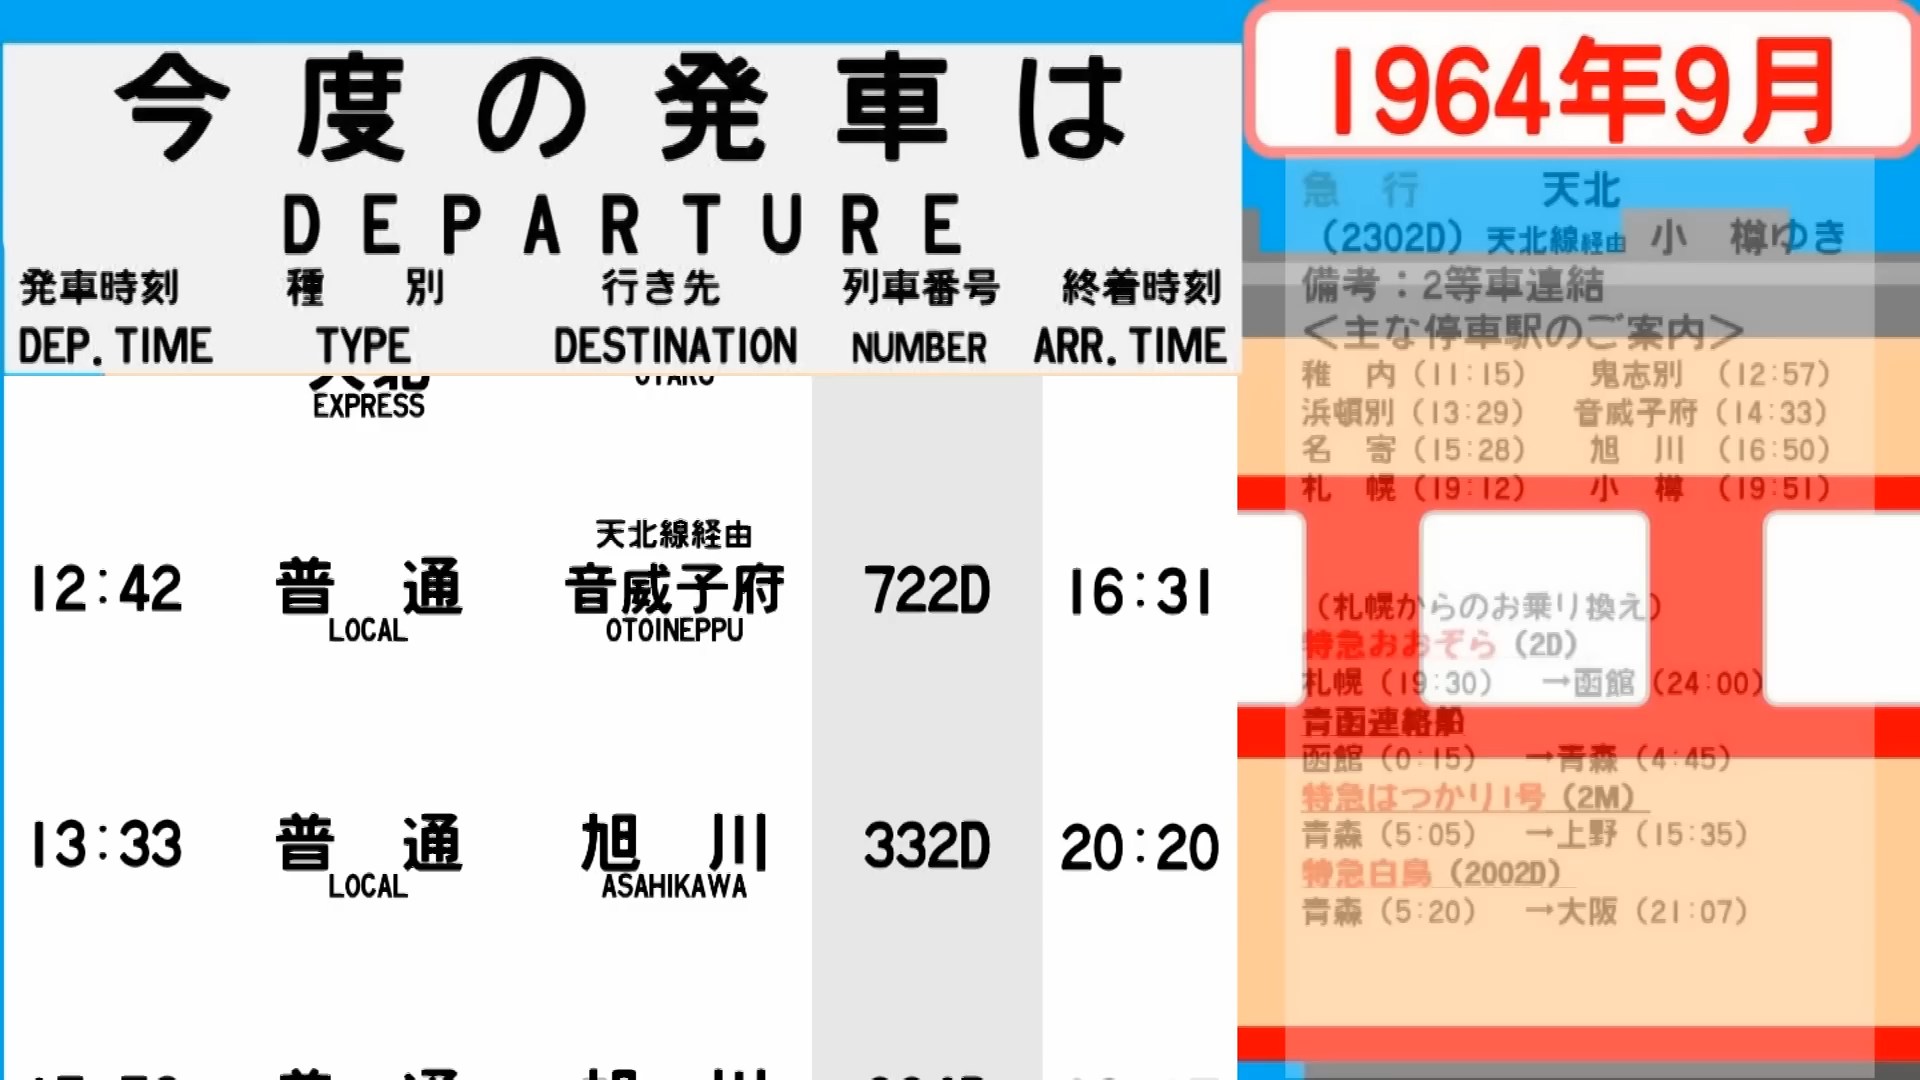 今度の発車は
DEPARTURE
発車時刻 種別 行き先 列車番号 終着時刻
DEP. TIME TYPE DESTINATION NUMBER ARR. TIME
天北 OTARU
EXPRESS
天北線経由
12:42 普通 音威子府 722D 16:31
LOCAL OTOINEPPU
13:33 普通 旭川 332D 20:20
LOCAL ASAHIKAWA
普通 旭川
1964年9月
急行 天北
(2302D) 天北線経由 小樽ゆき
備考：2等車連結
＜主な停車駅のご案内＞
稚内（11:15） 鬼志別（12:57）
浜頓別（13:29） 音威子府（14:33）
名寄（15:28） 旭川（16:50）
札幌（19:12） 小樽（19:51）
（札幌からのお乗り換え）
特急おおぞら（2D）
札幌（19:30） →函館（24:00）
青函連絡船
函館（0:15） →青森（4:45）
特急はつかり1号（2M）
青森（5:05） →上野（15:35）
特急白鳥（2002D）
青森（5:20） →大阪（21:07）